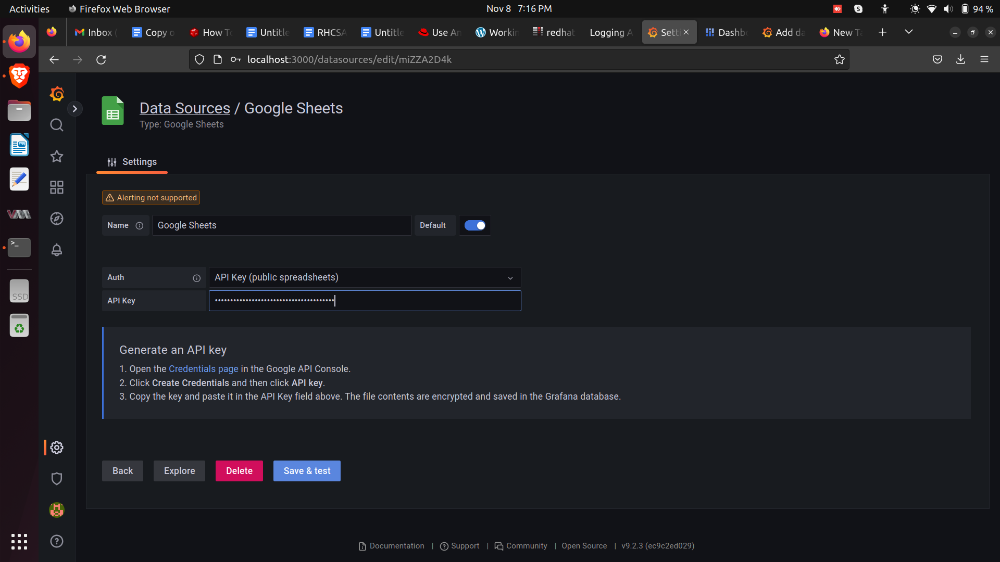 Activities Firefox Web Browser Nov 8 7:16 PM 94 %
Inbox ( Copy o How To Untitle RHCSA Untitle Use An Workin redhat Logging A Setti Dashb Add da New Ta
localhost:3000/datasources/edit/miZZA2D4k
Data Sources / Google Sheets
Type: Google Sheets
Settings
Alerting not supported
Name Google Sheets Default
Auth API Key (public spreadsheets)
API Key •••••••••••••••••••••••••••••••••••••••
Generate an API key
1. Open the Credentials page in the Google API Console.
2. Click Create Credentials and then click API key.
3. Copy the key and paste it in the API Key field above. The file contents are encrypted and saved in the Grafana database.
Back Explore Delete Save & test
SSD
Documentation | Support | Community | Open Source | v9.2.3 (ec9c2ed029)